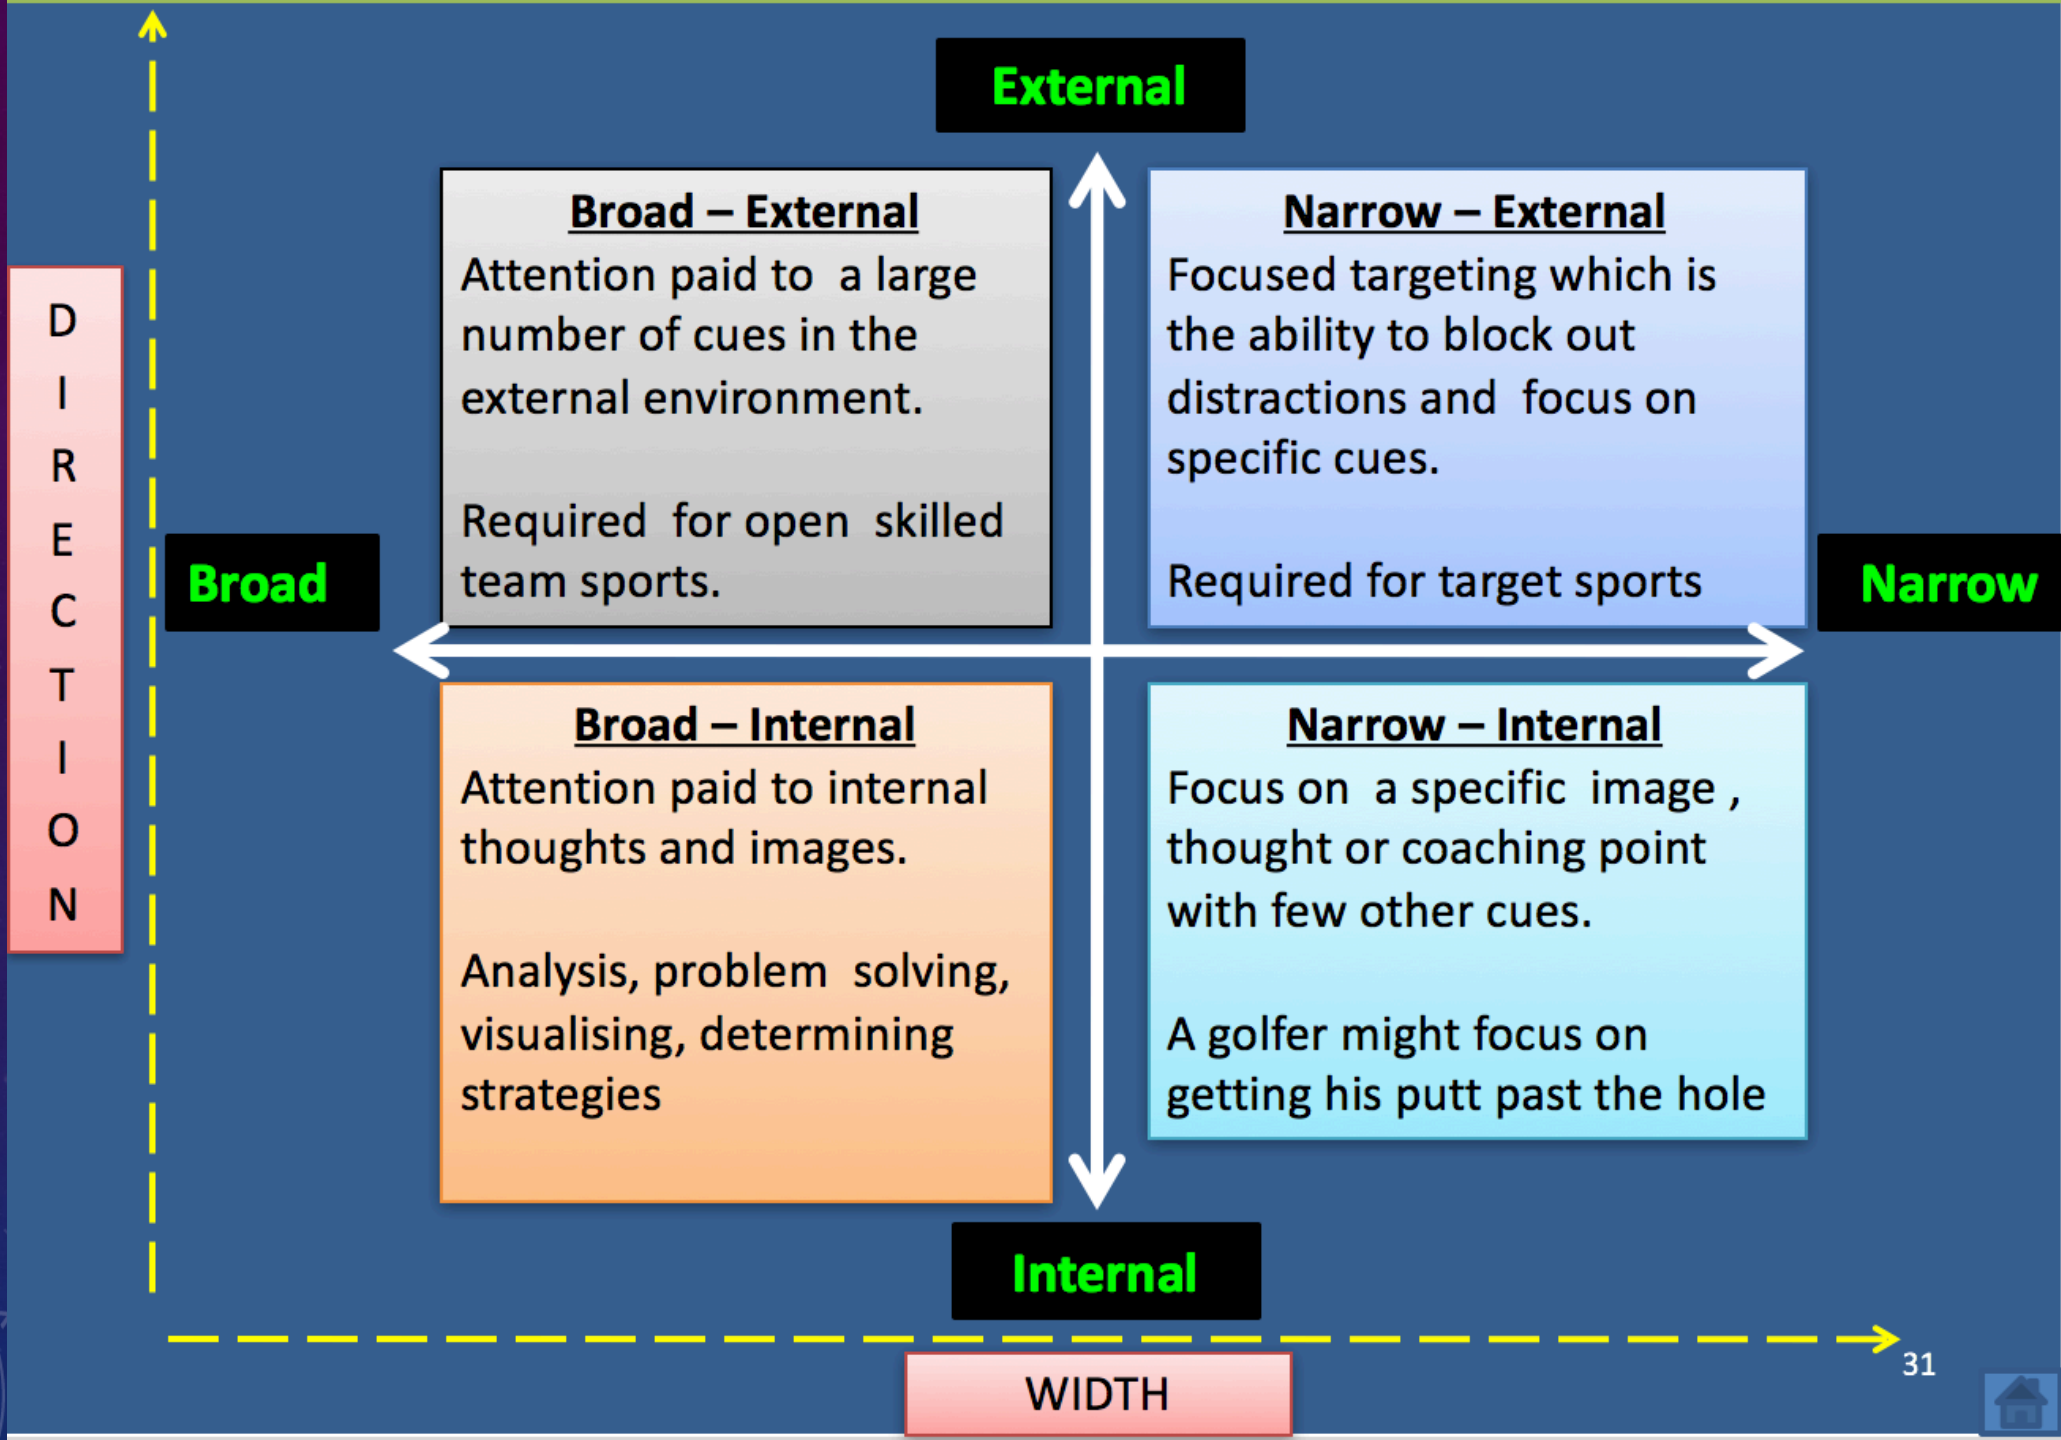 External
Broad – External
Attention paid to a large
number of cues in the
external environment.
Required for open skilled
team sports.
Narrow – External
Focused targeting which is
the ability to block out
distractions and focus on
specific cues.
Required for target sports
DIRECTION
Broad
Narrow
Broad – Internal
Attention paid to internal
thoughts and images.
Analysis, problem solving,
visualising, determining
strategies
Narrow – Internal
Focus on a specific image ,
thought or coaching point
with few other cues.
A golfer might focus on
getting his putt past the hole
Internal
WIDTH
31